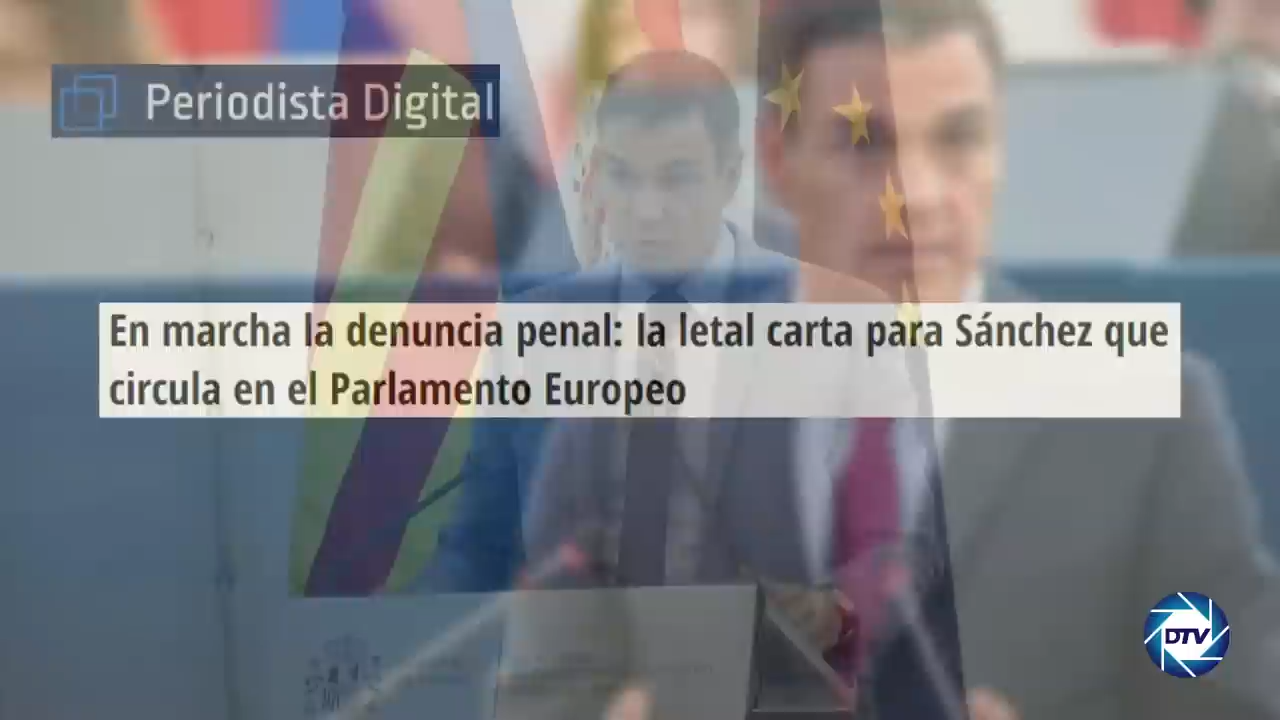 Periodista Digital
En marcha la denuncia penal: la letal carta para Sánchez que
circula en el Parlamento Europeo
DTV